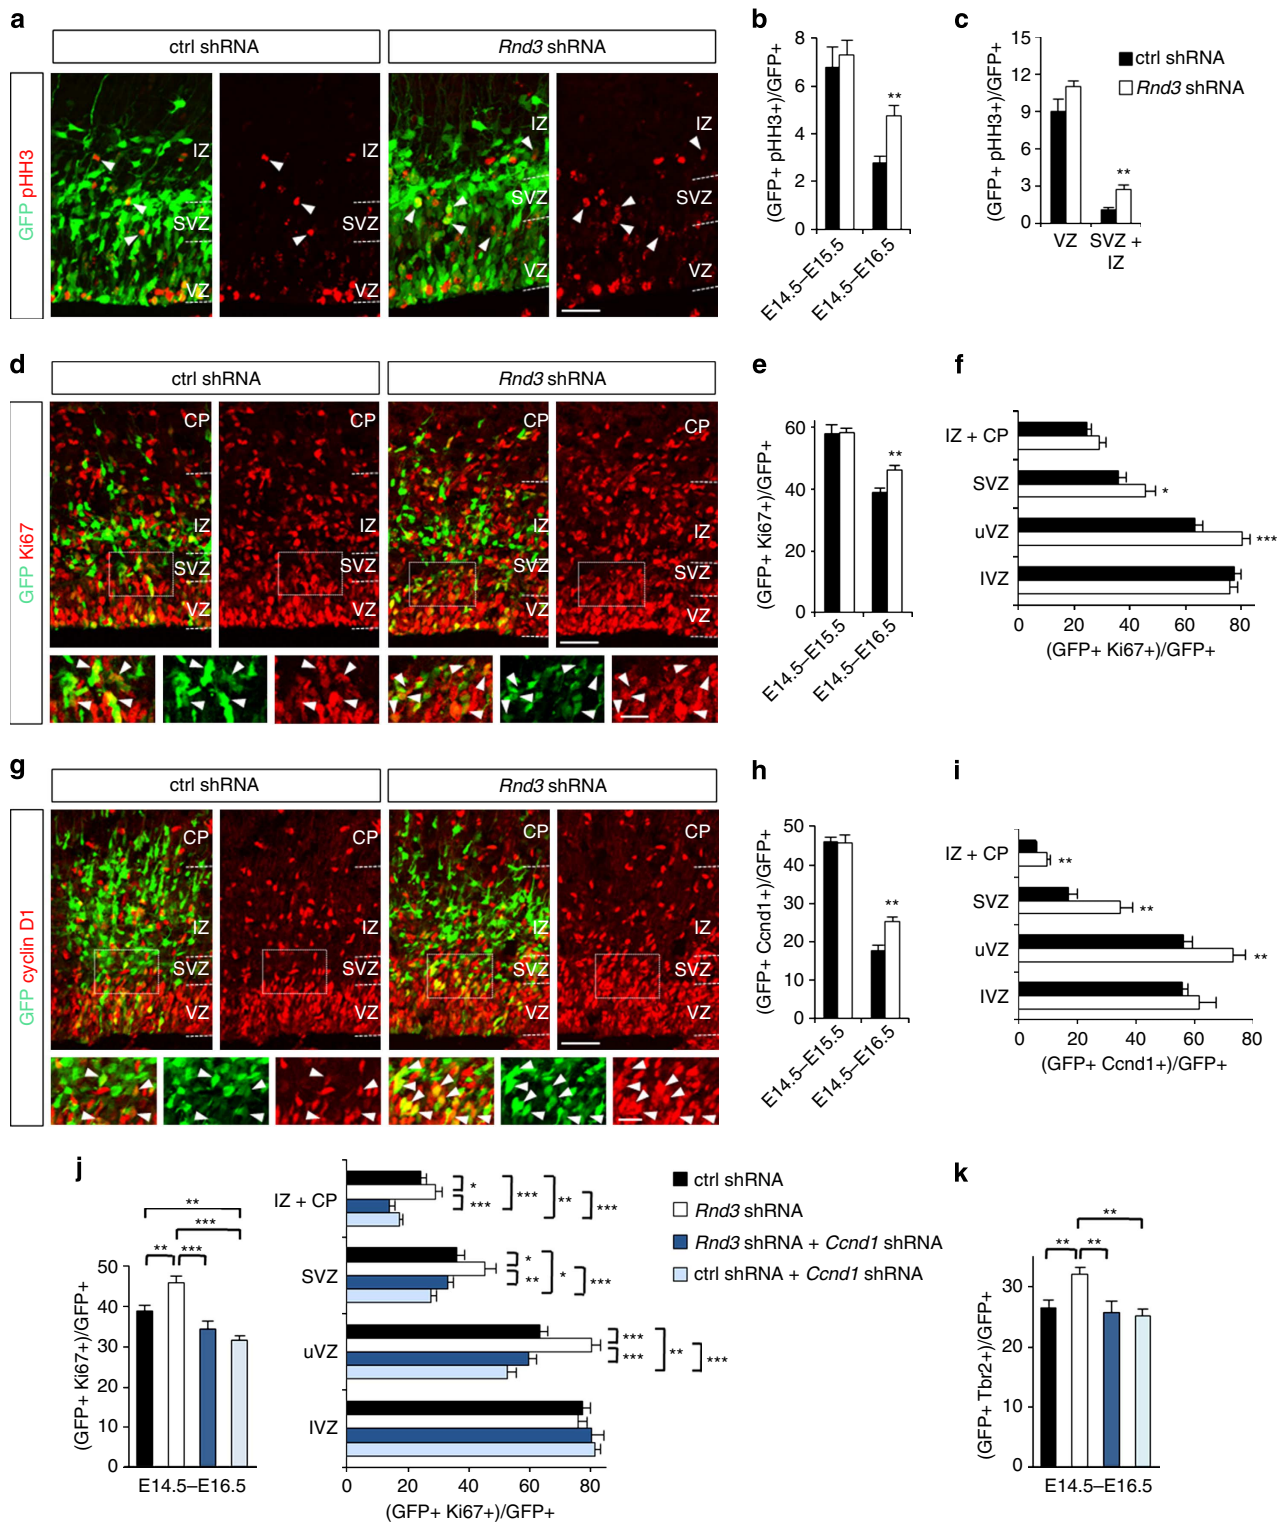 a
ctrl shRNA
Rnd3 shRNA
GFP pHH3
IZ
SVZ
VZ
IZ
SVZ
VZ
IZ
SVZ
VZ
IZ
SVZ
VZ
b
(GFP+ pHH3+)/GFP+
8
6
4
2
0
**
E14.5–E15.5
E14.5–E16.5
c
(GFP+ pHH3+)/GFP+
15
12
9
6
3
0
**
VZ
SVZ +
IZ
ctrl shRNA
Rnd3 shRNA
d
ctrl shRNA
Rnd3 shRNA
GFP Ki67
CP
IZ
SVZ
VZ
CP
IZ
SVZ
VZ
CP
IZ
SVZ
VZ
CP
IZ
SVZ
VZ
e
(GFP+ Ki67+)/GFP+
60
40
20
0
**
E14.5–E15.5
E14.5–E16.5
f
IZ + CP
SVZ
*
uVZ
***
lVZ
0 20 40 60 80
(GFP+ Ki67+)/GFP+
g
ctrl shRNA
Rnd3 shRNA
GFP cyclin D1
CP
IZ
SVZ
VZ
CP
IZ
SVZ
VZ
CP
IZ
SVZ
VZ
CP
IZ
SVZ
VZ
h
(GFP+ Ccnd1+)/GFP+
50
40
30
20
10
0
**
E14.5–E15.5
E14.5–E16.5
i
IZ + CP
**
SVZ
**
uVZ
**
lVZ
0 20 40 60 80
(GFP+ Ccnd1+)/GFP+
j
(GFP+ Ki67+)/GFP+
50
40
30
20
10
0
**
***
** ***
E14.5–E16.5
IZ + CP
* *** ** ***
***
SVZ
* * ***
**
uVZ
*** ** ***
***
lVZ
0 20 40 60 80
(GFP+ Ki67+)/GFP+
ctrl shRNA
Rnd3 shRNA
Rnd3 shRNA + Ccnd1 shRNA
ctrl shRNA + Ccnd1 shRNA
k
(GFP+ Tbr2+)/GFP+
30
20
10
0
**
** **
E14.5–E16.5